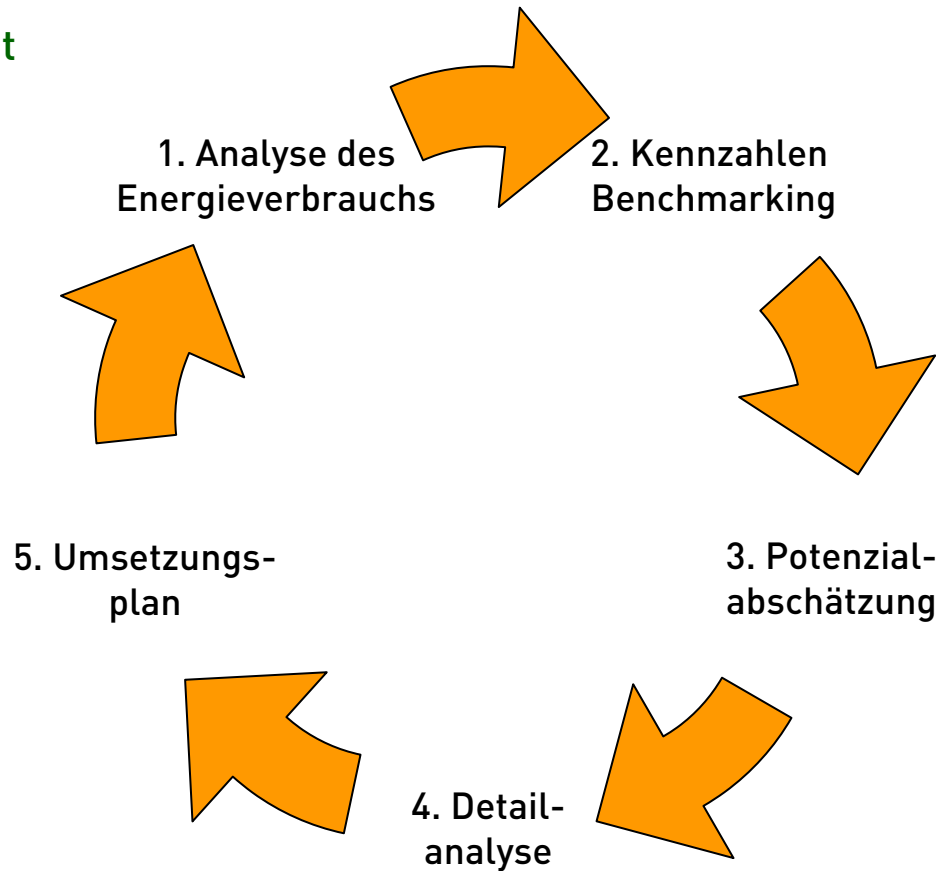 t
1. Analyse des
Energieverbrauchs
2. Kennzahlen
Benchmarking
3. Potenzial-
abschätzung
4. Detail-
analyse
5. Umsetzungs-
plan